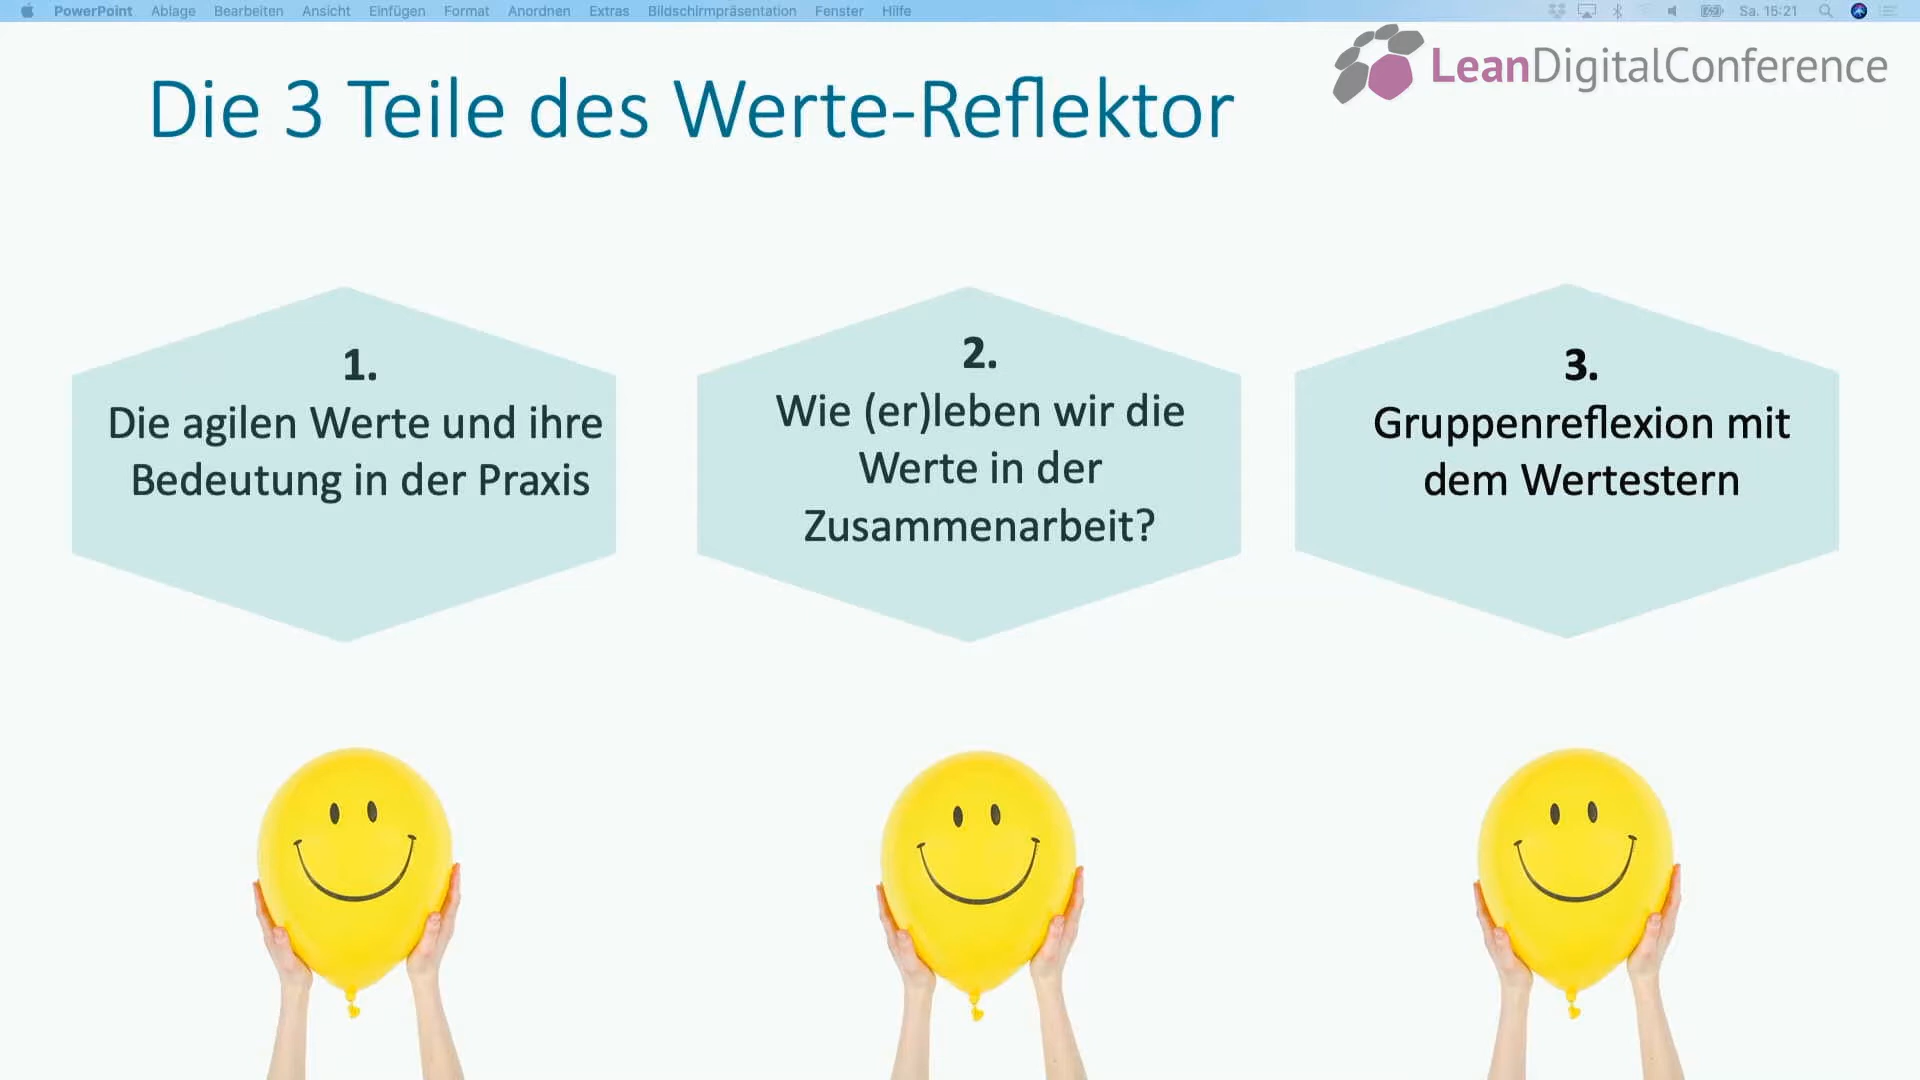 PowerPoint Ablage Bearbeiten Ansicht Einfügen Format Anordnen Extras Bildschirmpräsentation Fenster Hilfe Sa. 15:21
LeanDigitalConference
Die 3 Teile des Werte-Reflektor
1.
Die agilen Werte und ihre
Bedeutung in der Praxis
2.
Wie (er)leben wir die
Werte in der
Zusammenarbeit?
3.
Gruppenreflexion mit
dem Wertestern